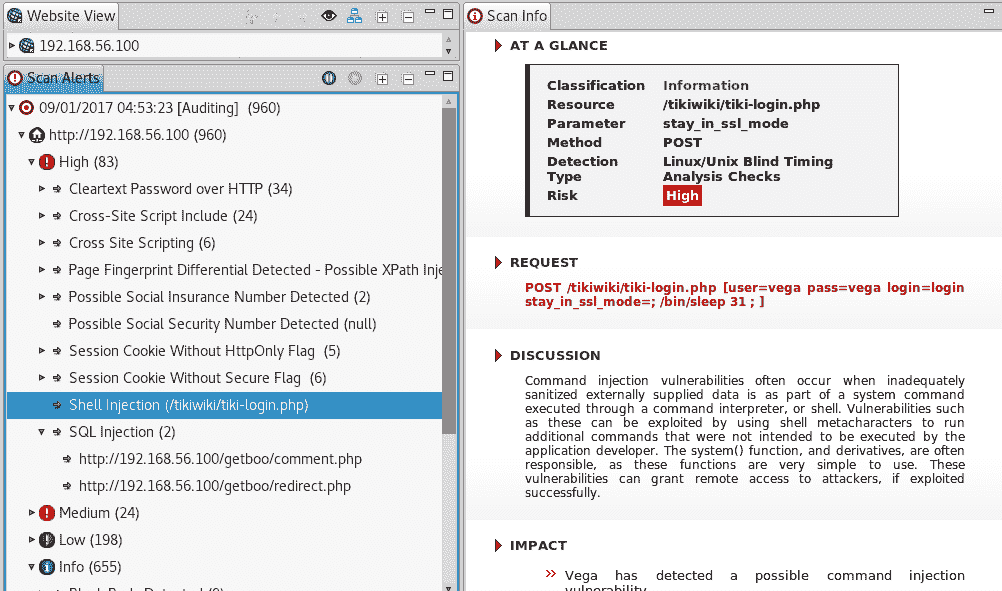 Website View
192.168.56.100
Scan Alerts
09/01/2017 04:53:23 [Auditing] (960)
http://192.168.56.100 (960)
High (83)
Cleartext Password over HTTP (34)
Cross-Site Script Include (24)
Cross Site Scripting (6)
Page Fingerprint Differential Detected - Possible XPath Inje
Possible Social Insurance Number Detected (2)
Possible Social Security Number Detected (null)
Session Cookie Without HttpOnly Flag (5)
Session Cookie Without Secure Flag (6)
Shell Injection (/tikiwiki/tiki-login.php)
SQL Injection (2)
http://192.168.56.100/getboo/comment.php
http://192.168.56.100/getboo/redirect.php
Medium (24)
Low (198)
Info (655)
Scan Info
AT A GLANCE
Classification Information
Resource /tikiwiki/tiki-login.php
Parameter stay_in_ssl_mode
Method POST
Detection Linux/Unix Blind Timing
Type Analysis Checks
Risk High
REQUEST
POST /tikiwiki/tiki-login.php [user=vega pass=vega login=login
stay_in_ssl_mode=; /bin/sleep 31 ; ]
DISCUSSION
Command injection vulnerabilities often occur when inadequately
sanitized externally supplied data is as part of a system command
executed through a command interpreter, or shell. Vulnerabilities such
as these can be exploited by using shell metacharacters to run
additional commands that were not intended to be executed by the
application developer. The system() function, and derivatives, are often
responsible, as these functions are very simple to use. These
vulnerabilities can grant remote access to attackers, if exploited
successfully.
IMPACT
Vega has detected a possible command injection
vulnerability